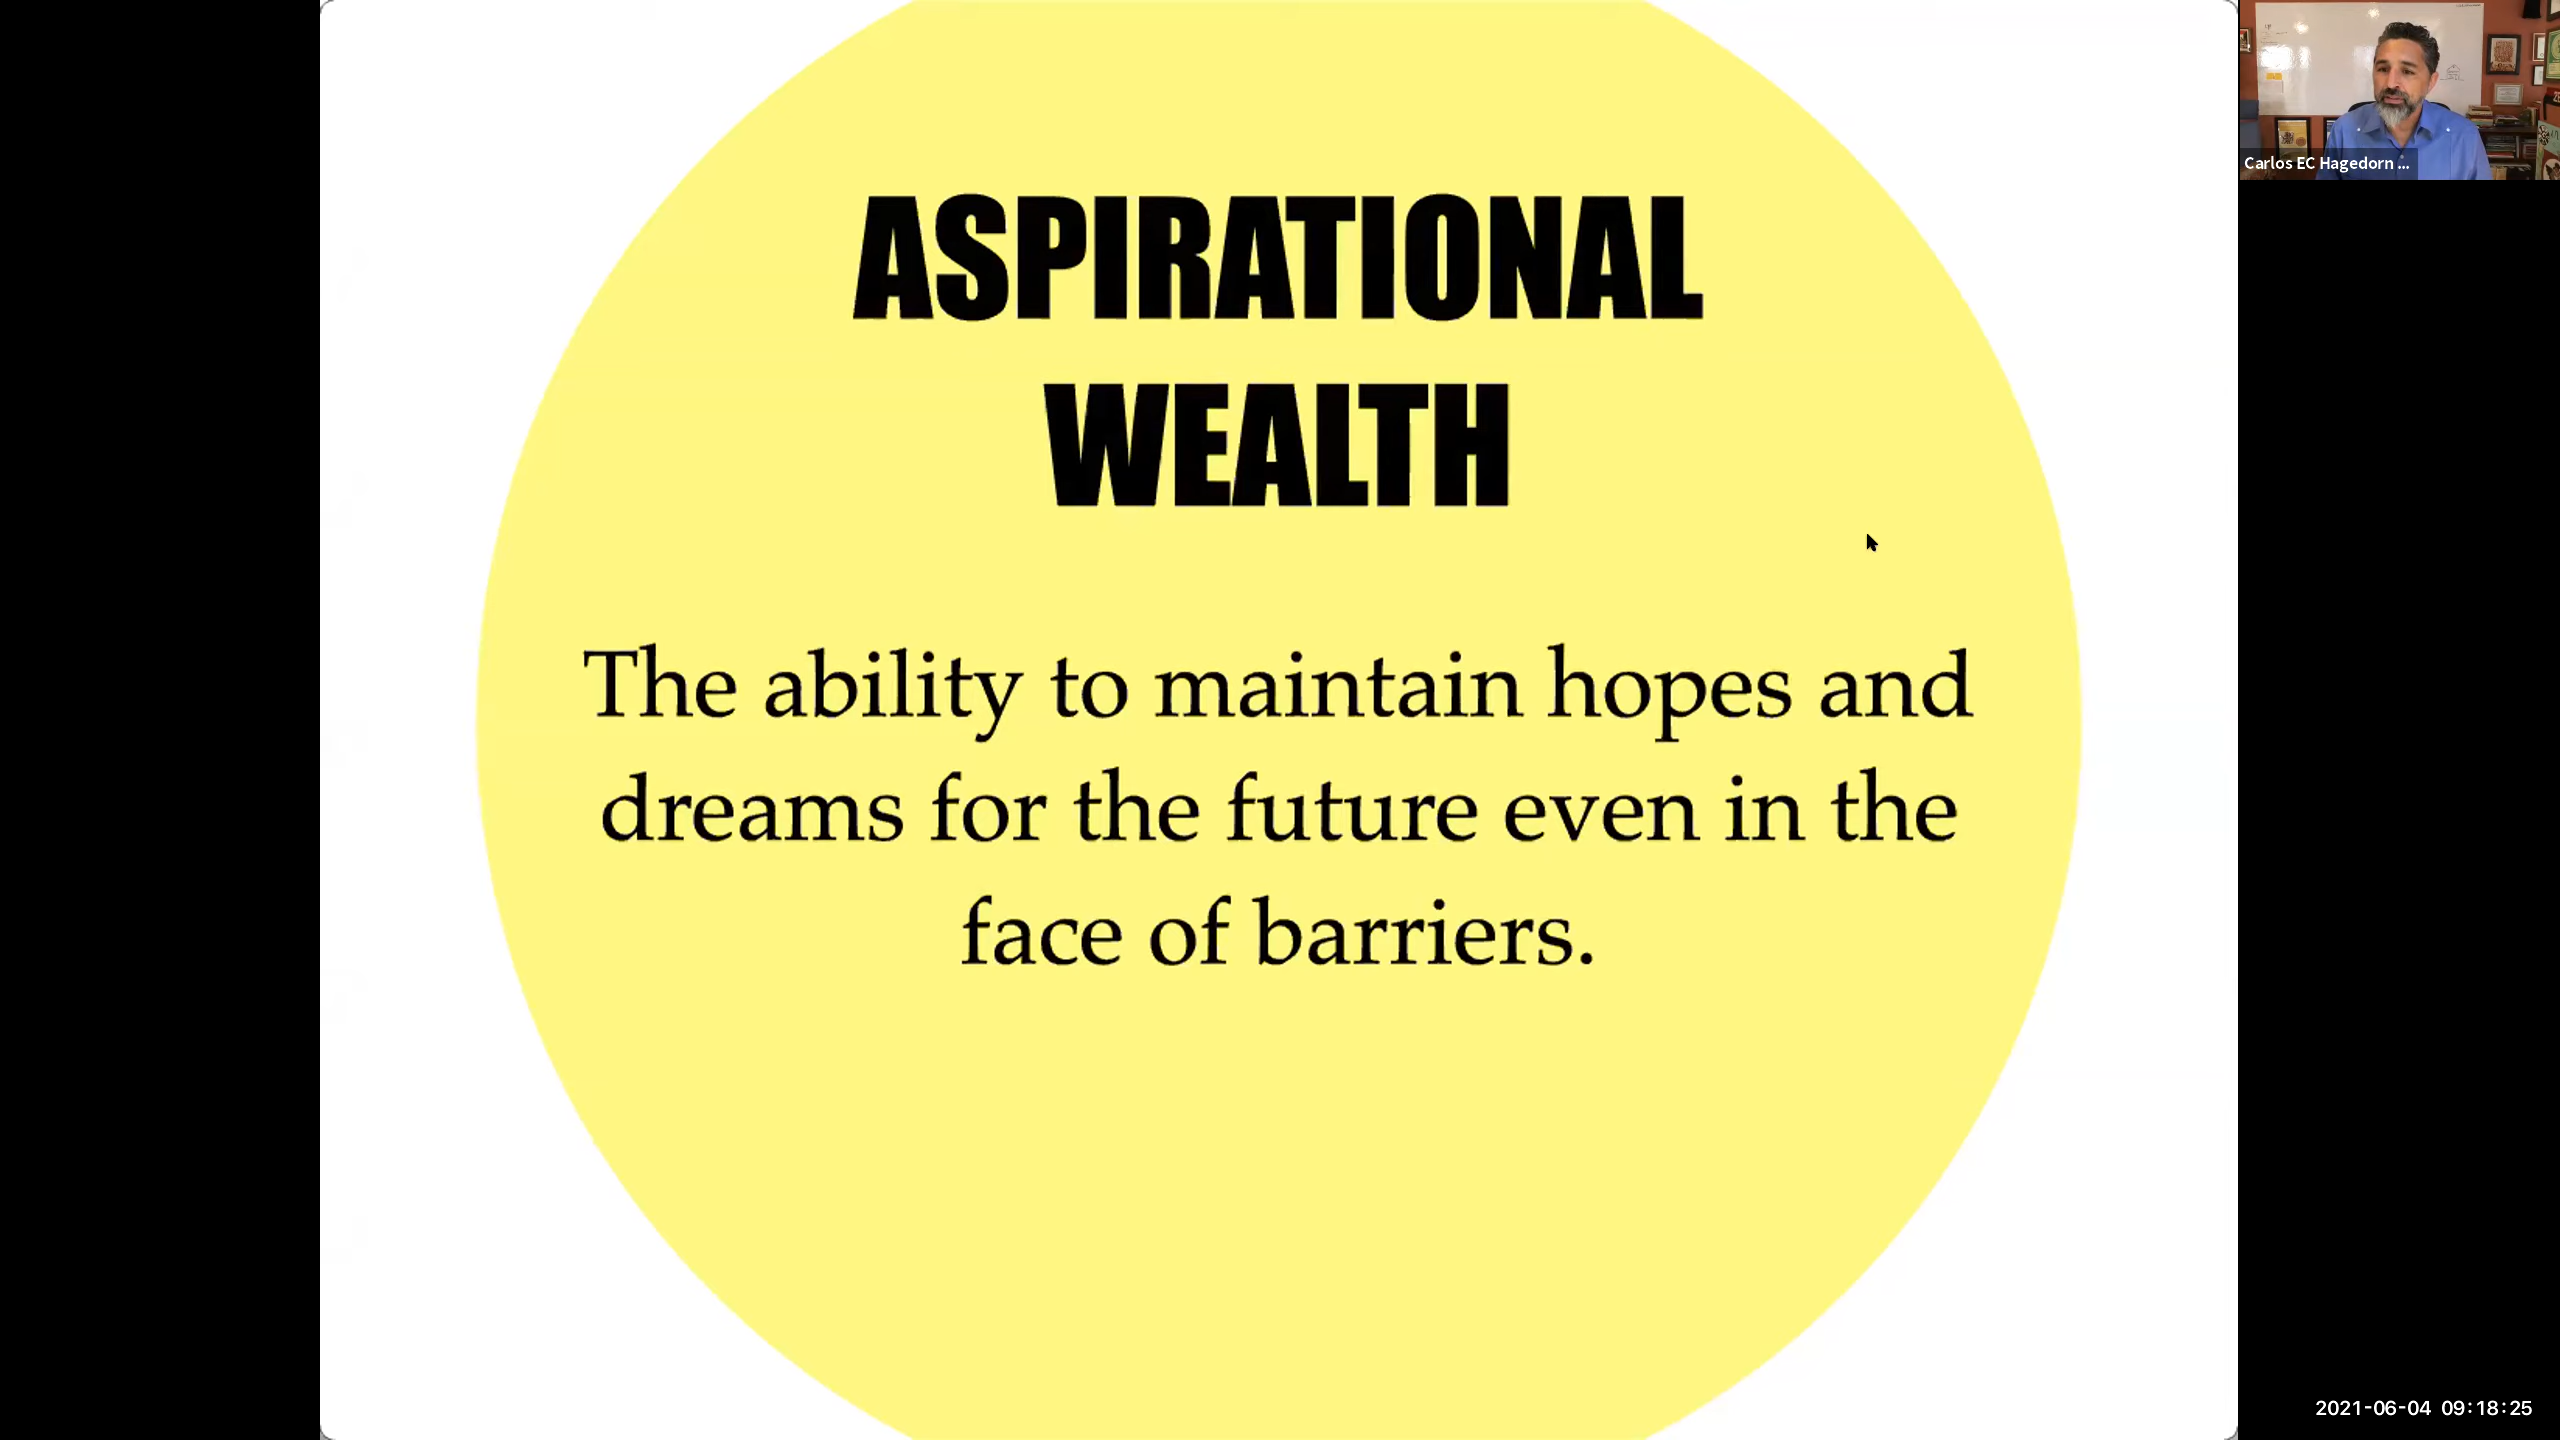 ASPIRATIONAL
WEALTH
The ability to maintain hopes and
dreams for the future even in the
face of barriers.
Carlos EC Hagedorn ...
2021-06-04 09:18:25